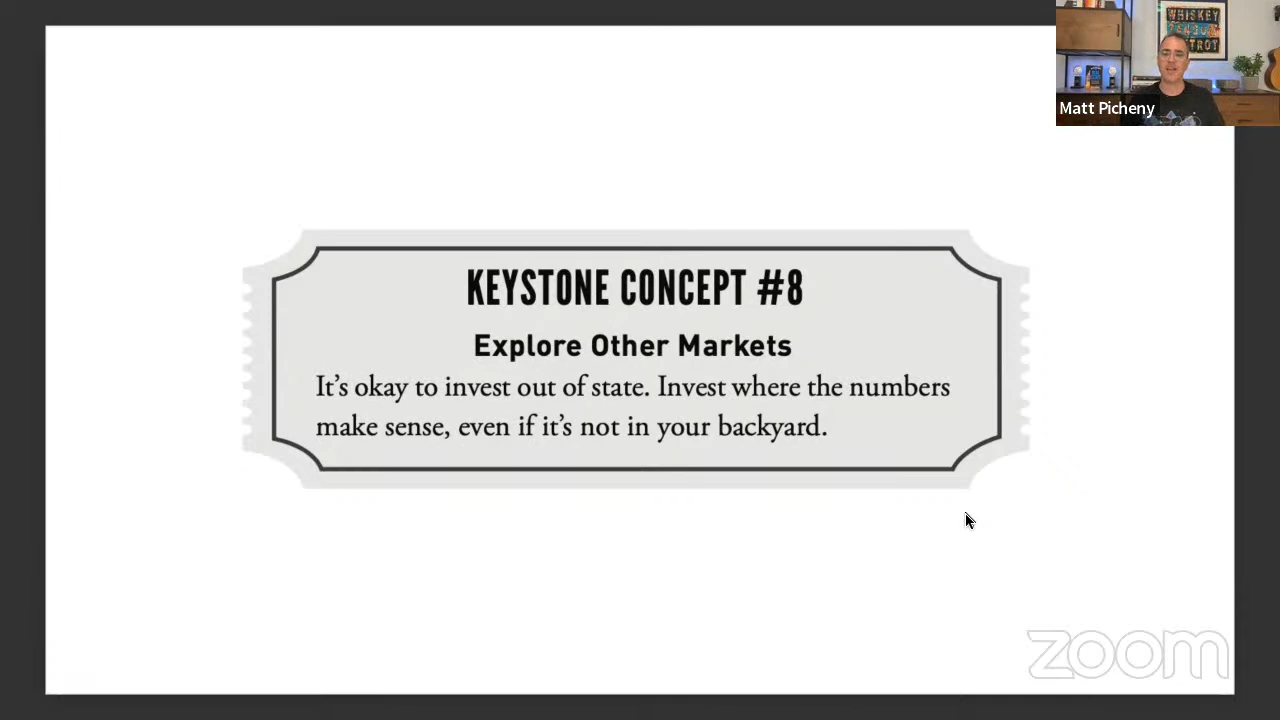 WHISKEY
Matt Picheny
KEYSTONE CONCEPT #8
Explore Other Markets
It’s okay to invest out of state. Invest where the numbers
make sense, even if it’s not in your backyard.
zoom